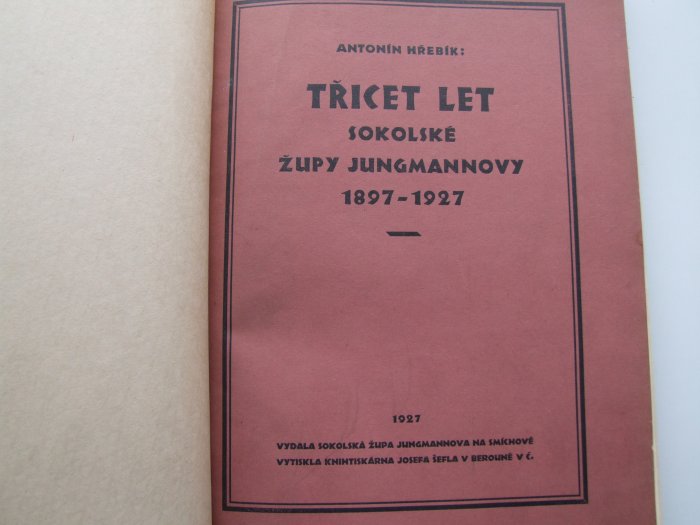 ANTONÍN HŘEBÍK:
TŘICET LET
SOKOLSKÉ
ŽUPY JUNGMANNOVY
1897-1927
1927
VYDALA SOKOLSKÁ ŽUPA JUNGMANNOVA NA SMÍCHOVĚ
VYTISKLA KNIHTISKÁRNA JOSEFA ŠEFLA V BEROUNĚ V Č.